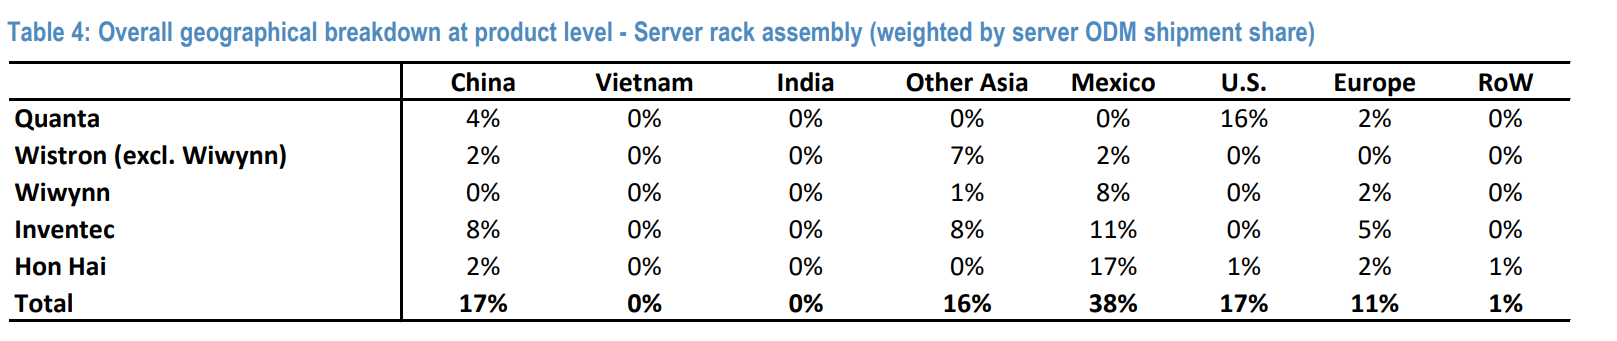 Table 4: Overall geographical breakdown at product level - Server rack assembly (weighted by server ODM shipment share)
China Vietnam India Other Asia Mexico U.S. Europe RoW
Quanta 4% 0% 0% 0% 0% 16% 2% 0%
Wistron (excl. Wiwynn) 2% 0% 0% 7% 2% 0% 0% 0%
Wiwynn 0% 0% 0% 1% 8% 0% 2% 0%
Inventec 8% 0% 0% 8% 11% 0% 5% 0%
Hon Hai 2% 0% 0% 0% 17% 1% 2% 1%
Total 17% 0% 0% 16% 38% 17% 11% 1%